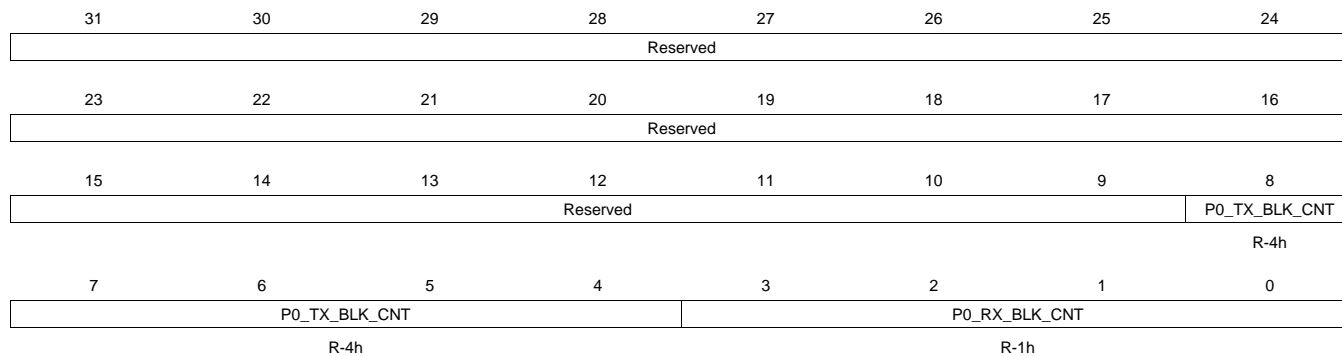 31 30 29 28 27 26 25 24
Reserved
23 22 21 20 19 18 17 16
Reserved
15 14 13 12 11 10 9 8
Reserved P0_TX_BLK_CNT
R-4h
7 6 5 4 3 2 1 0
P0_TX_BLK_CNT P0_RX_BLK_CNT
R-4h R-1h